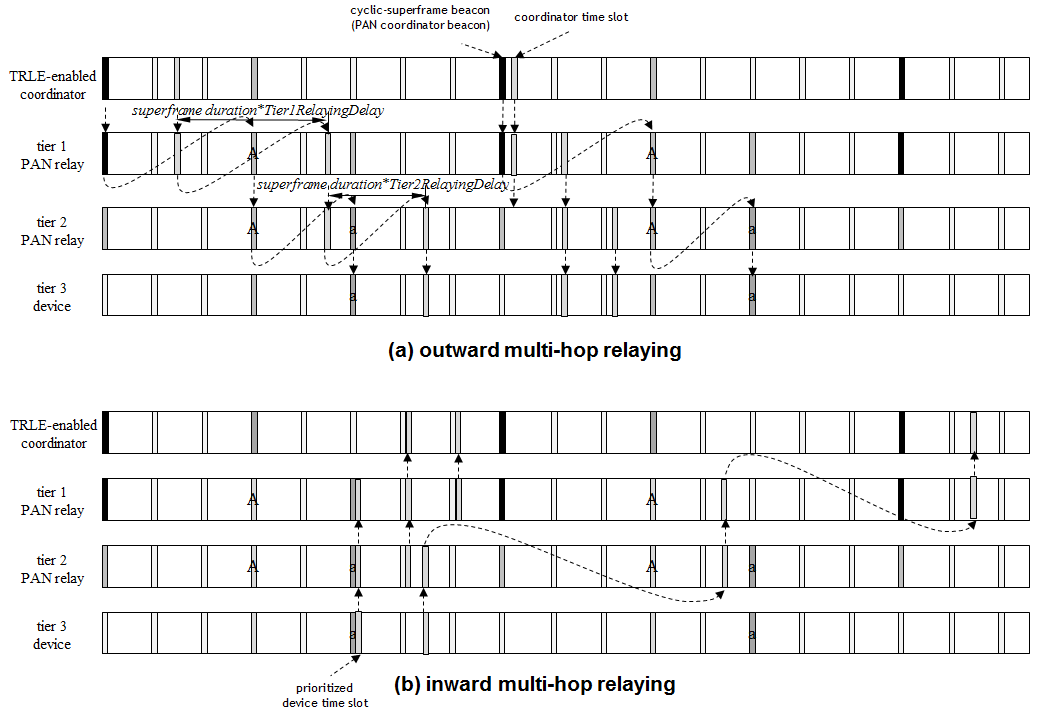 cyclic-superframe beacon
(PAN coordinator beacon)
coordinator time slot
TRLE-enabled
coordinator
superframe duration*Tier1RelayingDelay
tier 1
PAN relay
A
A
superframe duration*Tier2RelayingDelay
tier 2
PAN relay
A
a
A
a
tier 3
device
a
a
(a) outward multi-hop relaying
TRLE-enabled
coordinator
tier 1
PAN relay
A
A
tier 2
PAN relay
A
a
A
a
tier 3
device
a
a
prioritized
device time slot
(b) inward multi-hop relaying